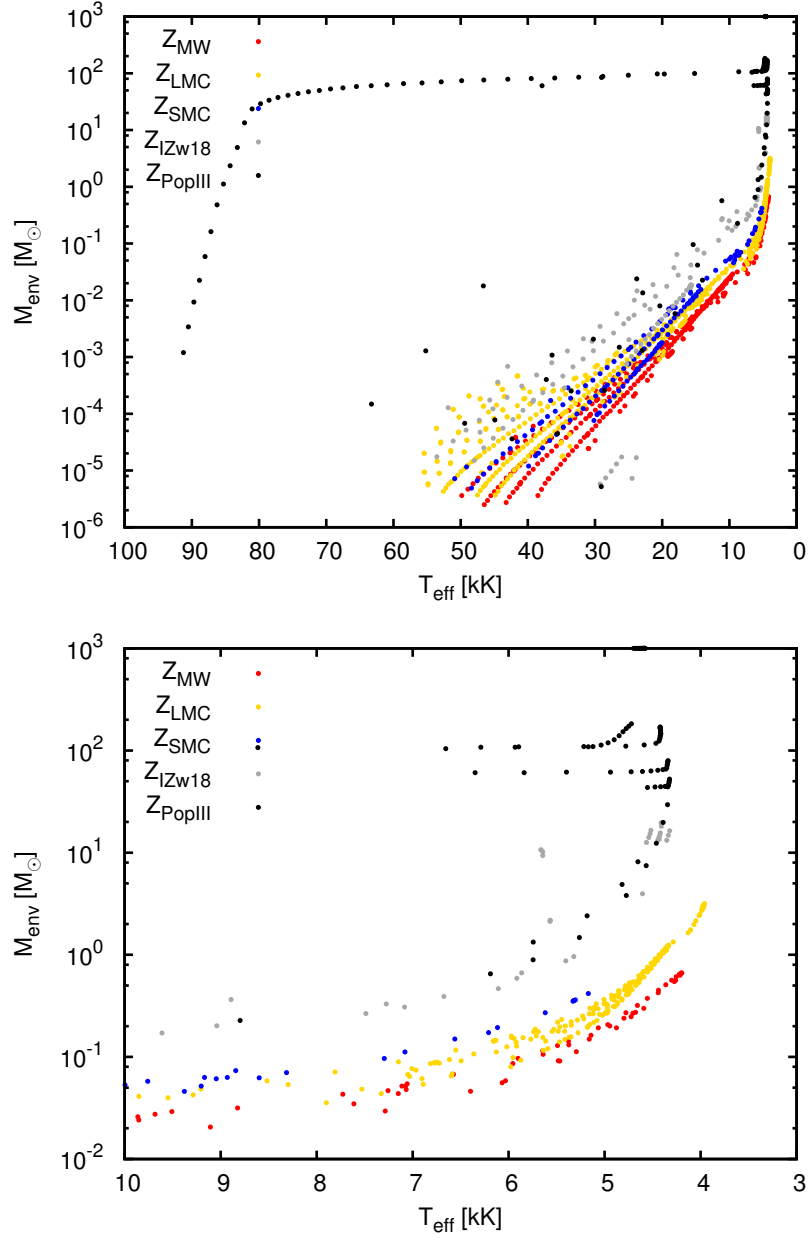 10^3
10^2
10^1
10^0
10^-1
10^-2
10^-3
10^-4
10^-5
10^-6
M_env [M_⊙]
Z_MW
Z_LMC
Z_SMC
Z_IZw18
Z_PopIII
100 90 80 70 60 50 40 30 20 10 0
T_eff [kK]
10^3
10^2
10^1
10^0
10^-1
10^-2
M_env [M_⊙]
Z_MW
Z_LMC
Z_SMC
Z_IZw18
Z_PopIII
10 9 8 7 6 5 4 3
T_eff [kK]